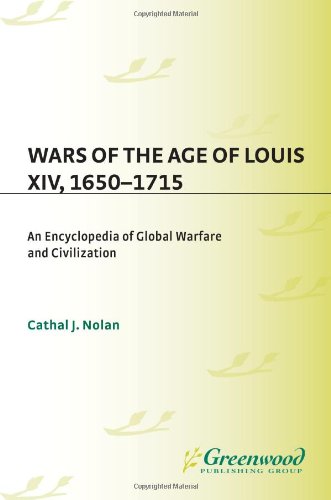 WARS OF THE AGE OF LOUIS
XIV, 1650–1715
An Encyclopedia of Global Warfare
and Civilization
Cathal J. Nolan
Greenwood
PUBLISHING GROUP